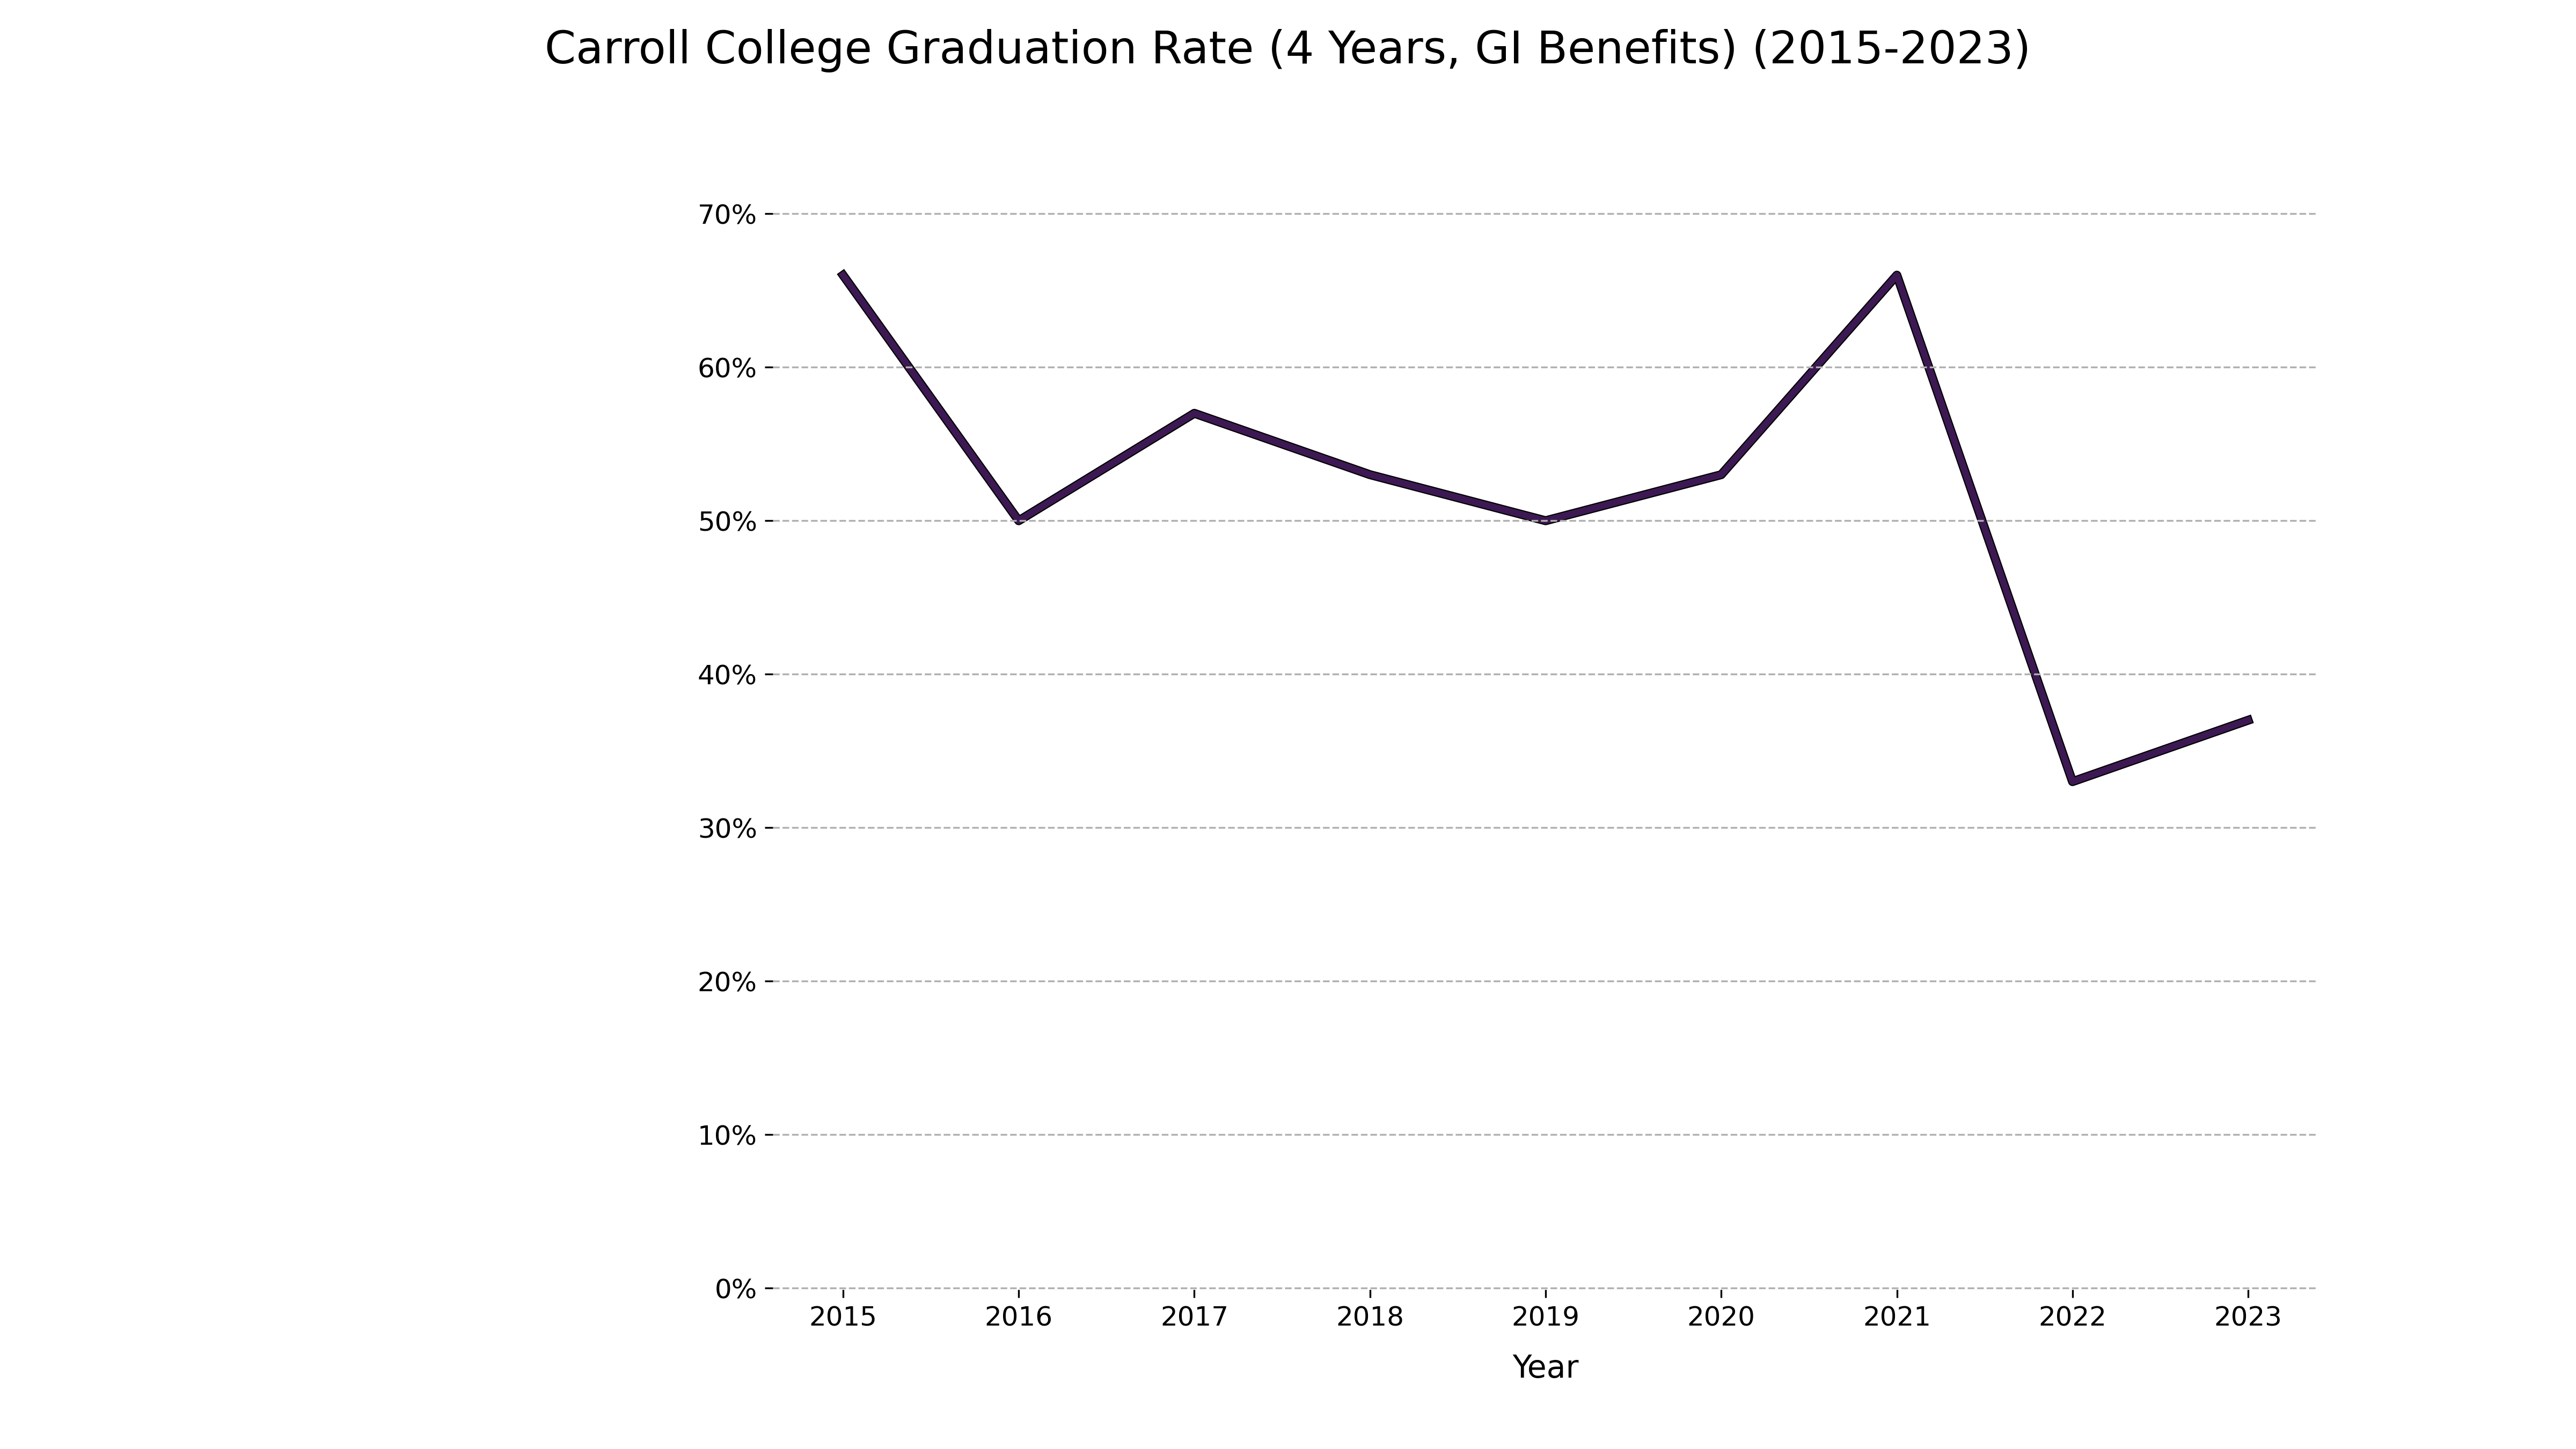 Carroll College Graduation Rate (4 Years, GI Benefits) (2015-2023)
70%
60%
50%
40%
30%
20%
10%
0%
2015 2016 2017 2018 2019 2020 2021 2022 2023
Year